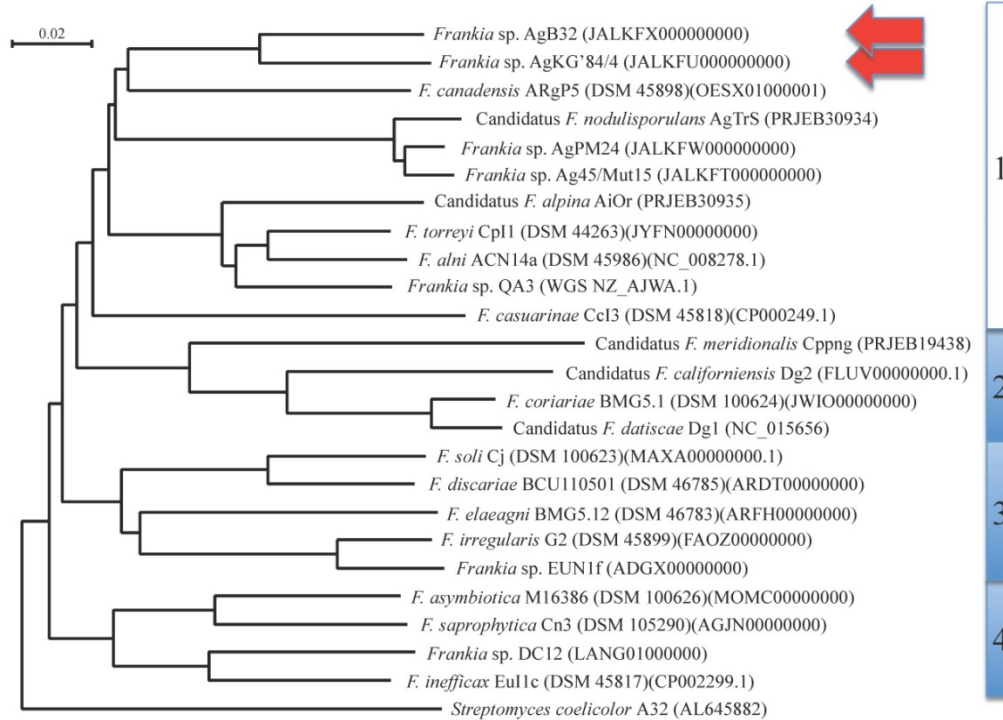 0.02
Frankia sp. AgB32 (JALKFX000000000)
Frankia sp. AgKG'84/4 (JALKFU000000000)
F. canadensis ARgP5 (DSM 45898)(OESX01000001)
Candidatus F. nodulisporulans AgTrS (PRJEB30934)
Frankia sp. AgPM24 (JALKFW000000000)
Frankia sp. Ag45/Mut15 (JALKFT000000000)
1
Candidatus F. alpina AiOr (PRJEB30935)
F. torreyi CpI1 (DSM 44263)(JYFN00000000)
F. alni ACN14a (DSM 45986)(NC_008278.1)
Frankia sp. QA3 (WGS NZ_AJWA.1)
F. casuarinae CcI3 (DSM 45818)(CP000249.1)
Candidatus F. meridionalis Cppng (PRJEB19438)
Candidatus F. californiensis Dg2 (FLUV00000000.1)
2
F. coriariae BMG5.1 (DSM 100624)(JWIO00000000)
Candidatus F. datiscae Dg1 (NC_015656)
F. soli Cj (DSM 100623)(MAXA00000000.1)
F. discariae BCU110501 (DSM 46785)(ARDT00000000)
F. elaeagni BMG5.12 (DSM 46783)(ARFH00000000)
3
F. irregularis G2 (DSM 45899)(FAOZ00000000)
Frankia sp. EUN1f (ADGX00000000)
F. asymbiotica M16386 (DSM 100626)(MOMC00000000)
F. saprophytica Cn3 (DSM 105290)(AGJN00000000)
4
Frankia sp. DC12 (LANG01000000)
F. inefficax EuI1c (DSM 45817)(CP002299.1)
Streptomyces coelicolor A32 (AL645882)